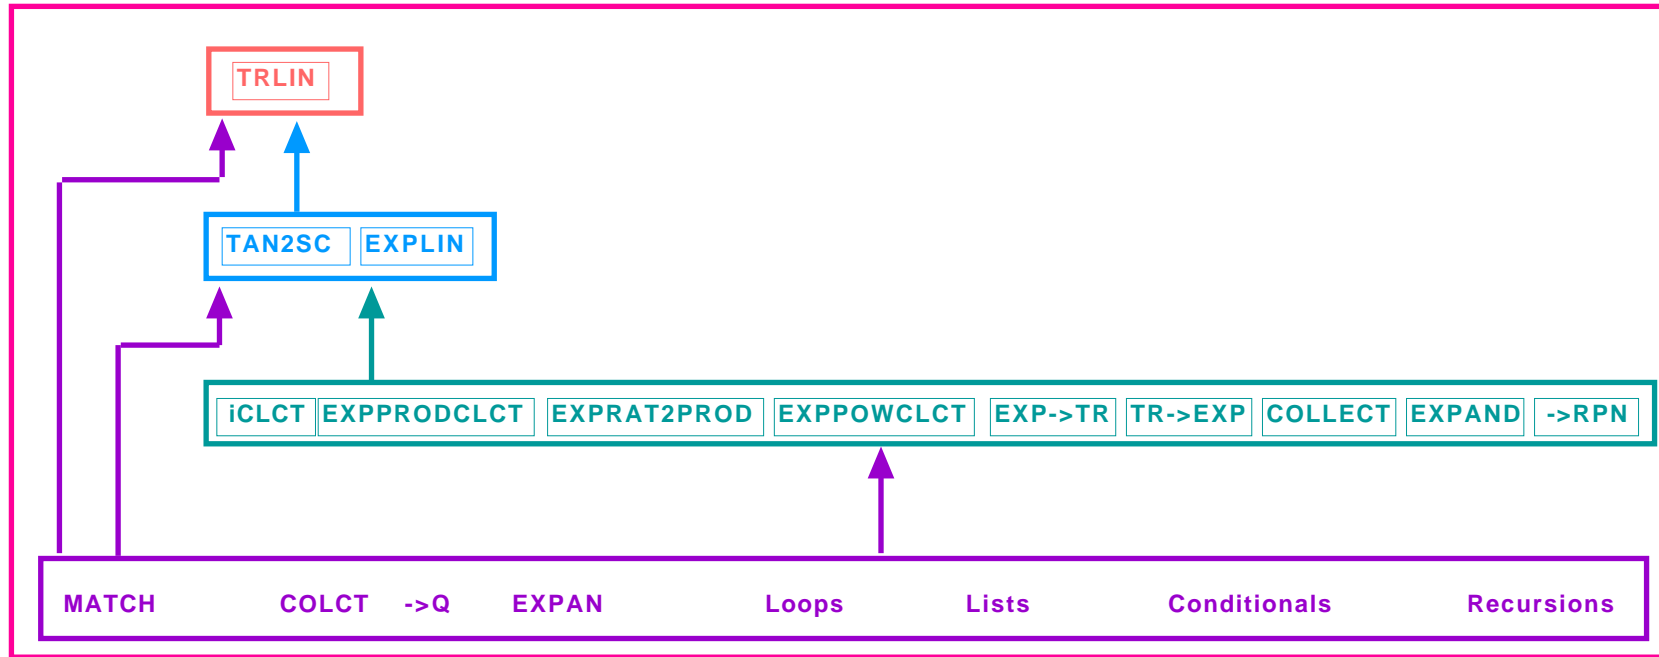 TRLIN
TAN2SC EXPLIN
iCLCT EXPPRODCLCT EXPRAT2PROD EXPPOWCLCT EXP->TR TR->EXP COLLECT EXPAND ->RPN
MATCH COLCT ->Q EXPAN Loops Lists Conditionals Recursions